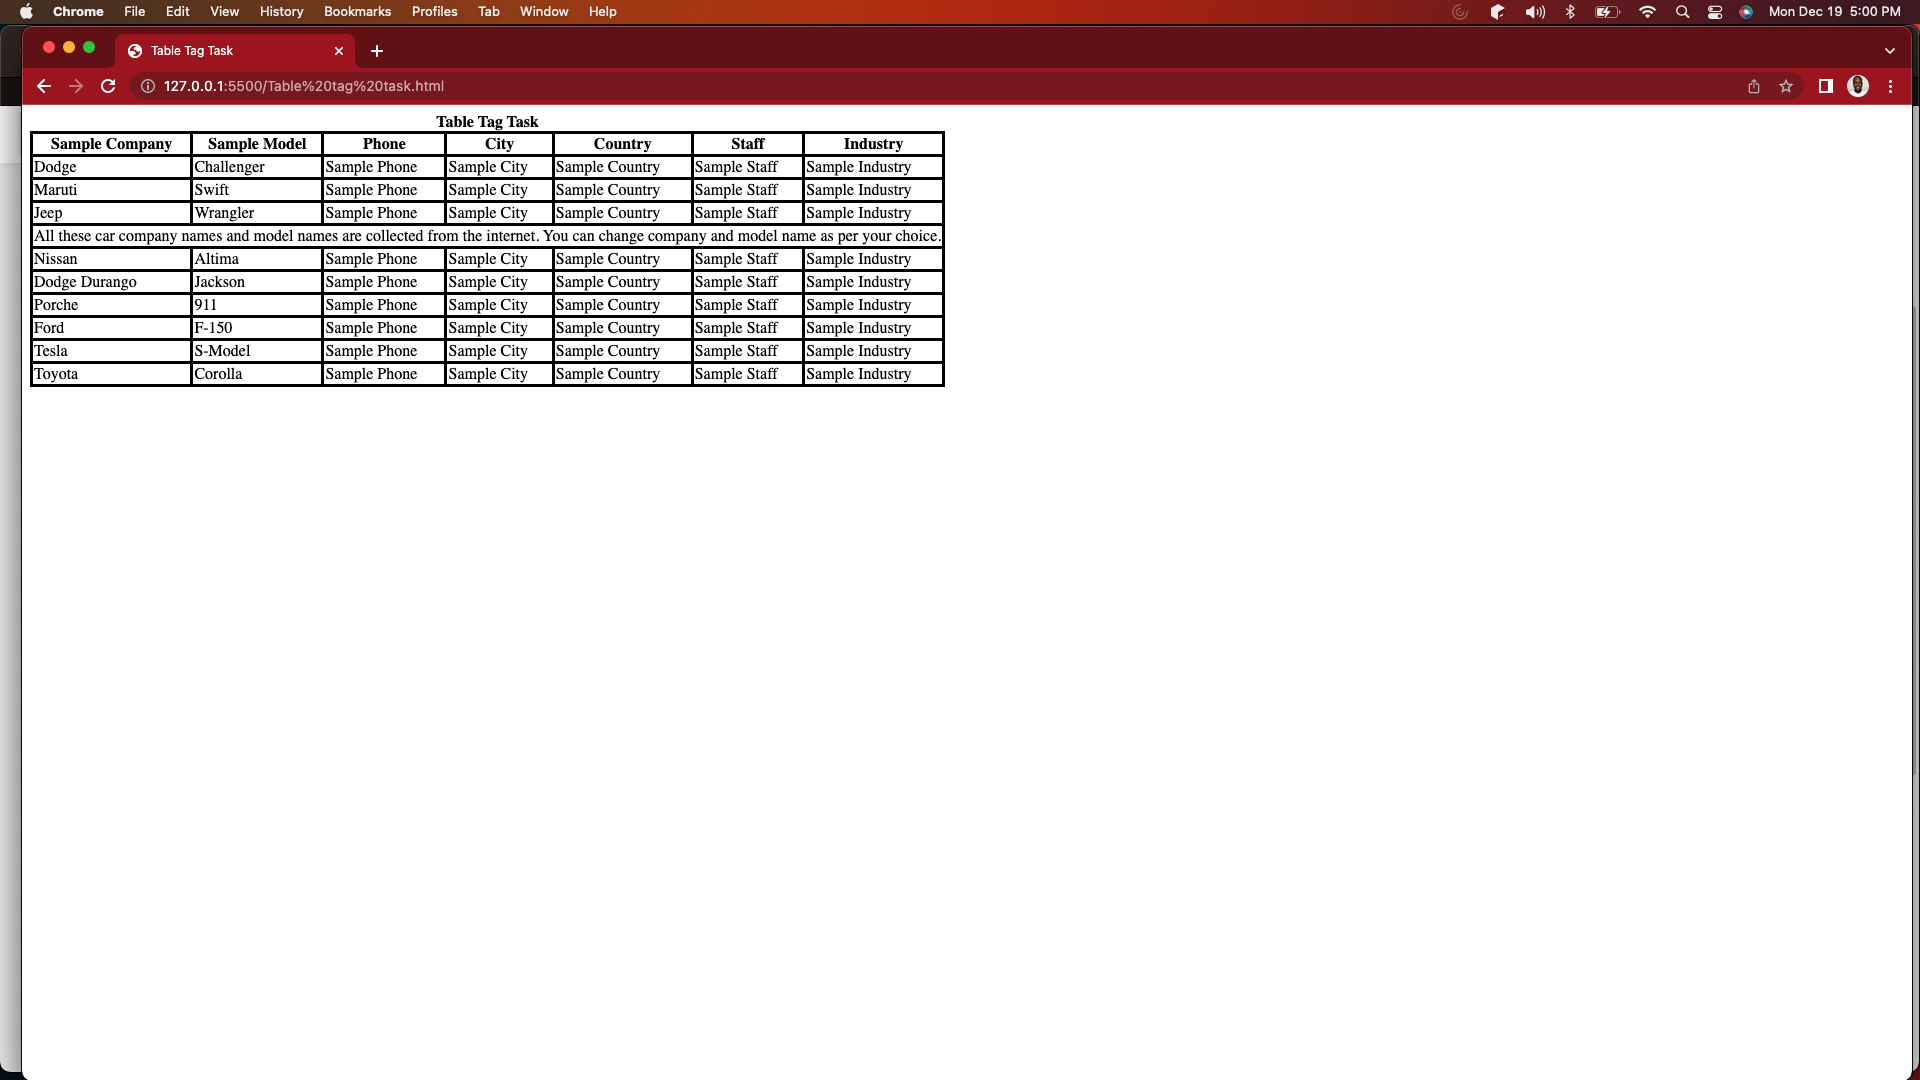 Chrome File Edit View History Bookmarks Profiles Tab Window Help Mon Dec 19 5:00 PM
Table Tag Task
127.0.0.1:5500/Table%20tag%20task.html
Table Tag Task
Sample Company Sample Model Phone City Country Staff Industry
Dodge Challenger Sample Phone Sample City Sample Country Sample Staff Sample Industry
Maruti Swift Sample Phone Sample City Sample Country Sample Staff Sample Industry
Jeep Wrangler Sample Phone Sample City Sample Country Sample Staff Sample Industry
All these car company names and model names are collected from the internet. You can change company and model name as per your choice.
Nissan Altima Sample Phone Sample City Sample Country Sample Staff Sample Industry
Dodge Durango Jackson Sample Phone Sample City Sample Country Sample Staff Sample Industry
Porche 911 Sample Phone Sample City Sample Country Sample Staff Sample Industry
Ford F-150 Sample Phone Sample City Sample Country Sample Staff Sample Industry
Tesla S-Model Sample Phone Sample City Sample Country Sample Staff Sample Industry
Toyota Corolla Sample Phone Sample City Sample Country Sample Staff Sample Industry